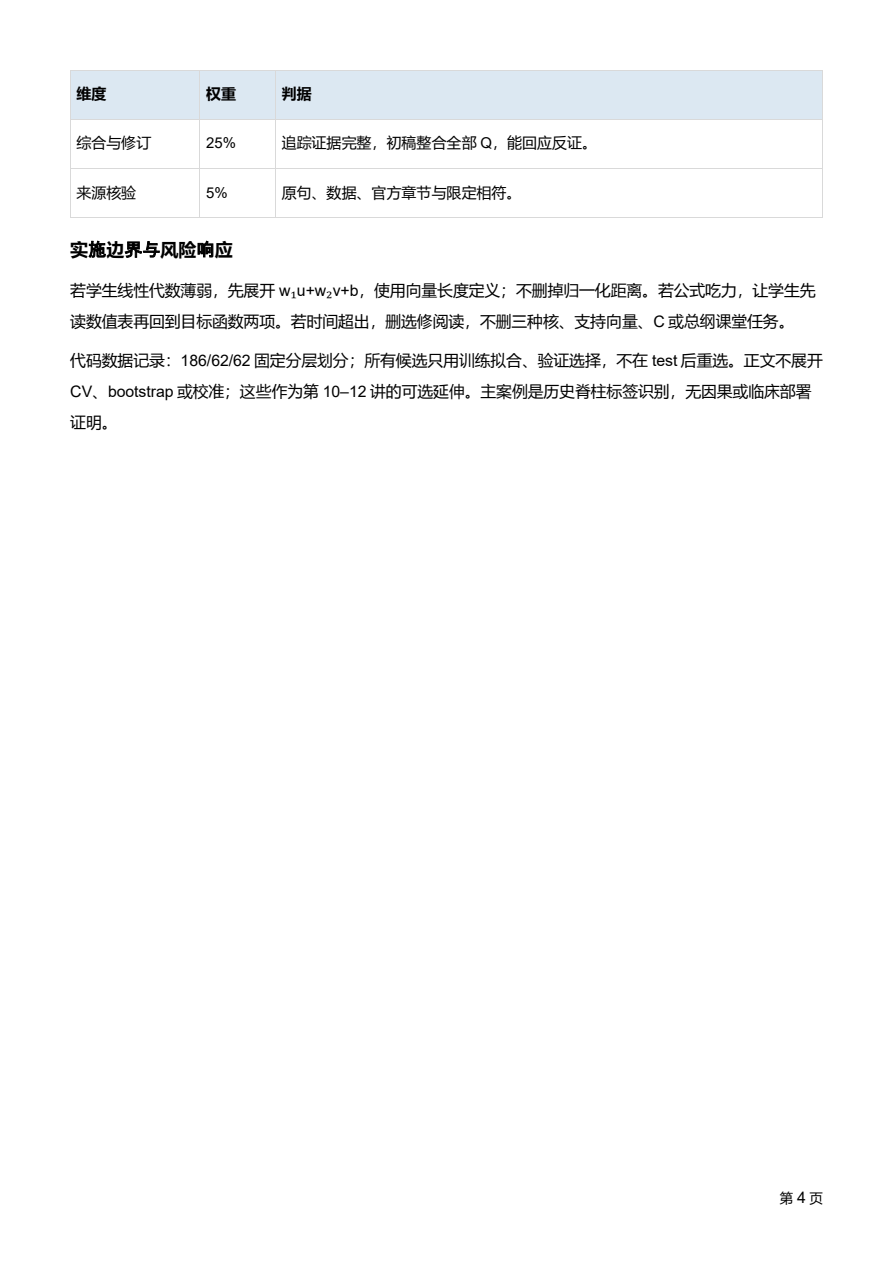 维度 权重 判据
综合与修订 25% 追踪证据完整，初稿整合全部 Q，能回应反证。
来源核验 5% 原句、数据、官方章节与限定相符。
实施边界与风险响应
若学生线性代数薄弱，先展开 w₁u+w₂v+b，使用向量长度定义；不删掉归一化距离。若公式吃力，让学生先
读数值表再回到目标函数两项。若时间超出，删选修阅读，不删三种核、支持向量、C 或总纲课堂任务。
代码数据记录：186/62/62 固定分层划分；所有候选只用训练拟合、验证选择，不在 test 后重选。正文不展开
CV、bootstrap 或校准；这些作为第 10–12 讲的可选延伸。主案例是历史脊柱标签识别，无因果或临床部署
证明。
第 4 页